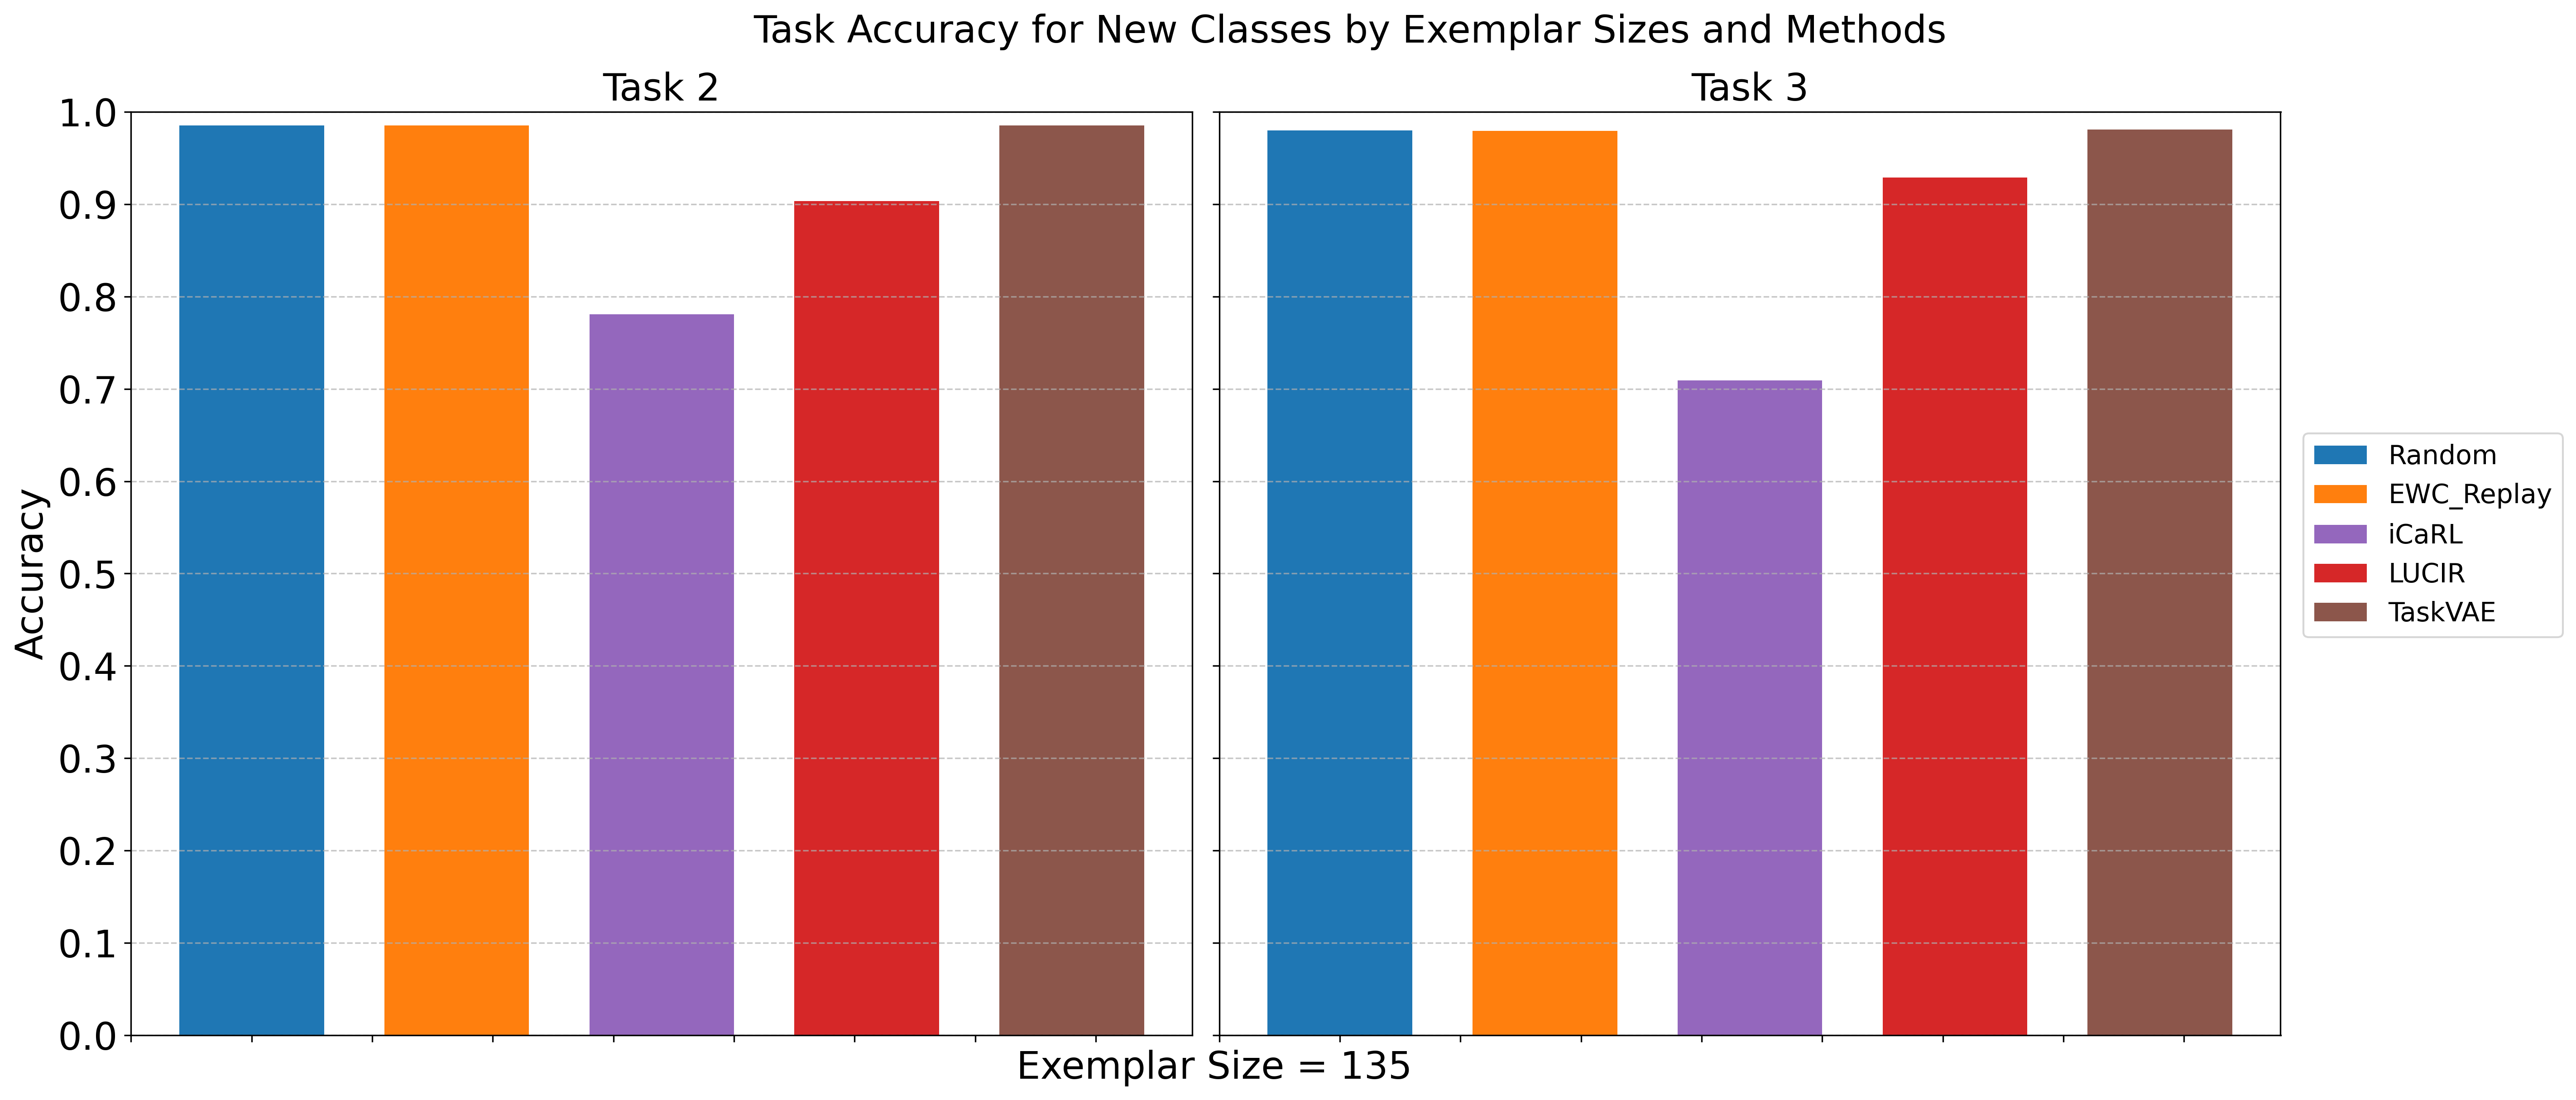 Task Accuracy for New Classes by Exemplar Sizes and Methods
Task 2
Task 3
1.0
0.9
0.8
0.7
0.6
0.5
0.4
0.3
0.2
0.1
0.0
Accuracy
Exemplar Size = 135
Random
EWC_Replay
iCaRL
LUCIR
TaskVAE